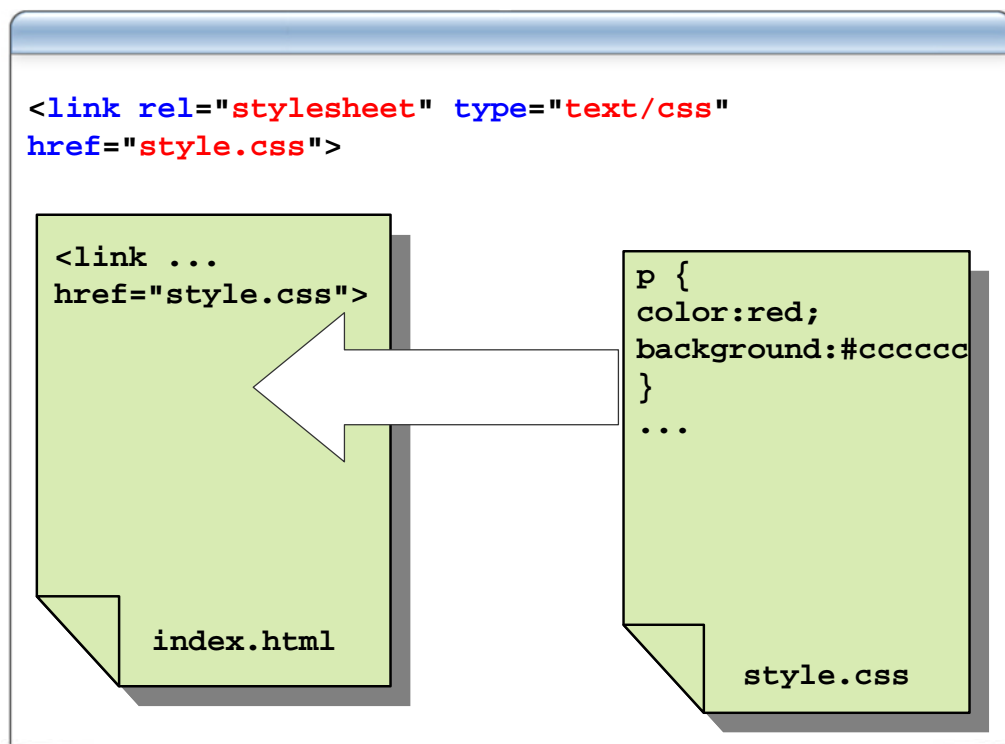 <link rel="stylesheet" type="text/css"
href="style.css">
<link ...
href="style.css">
index.html
p {
color:red;
background:#cccccc
}
...
style.css